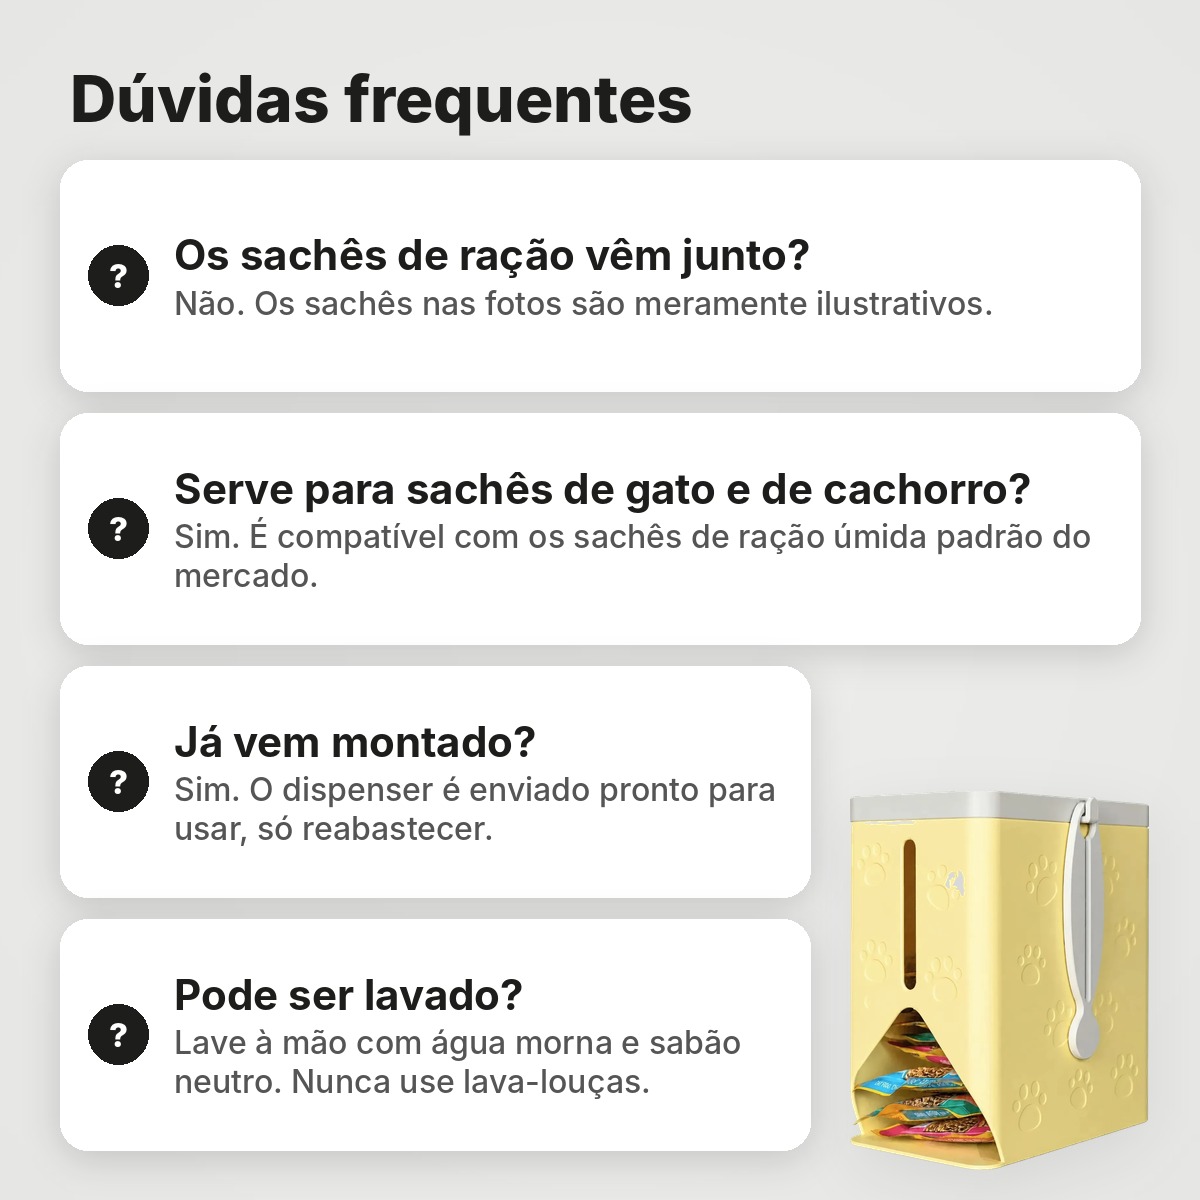 Dúvidas frequentes
?
Os sachês de ração vêm junto?
Não. Os sachês nas fotos são meramente ilustrativos.
?
Serve para sachês de gato e de cachorro?
Sim. É compatível com os sachês de ração úmida padrão do
mercado.
?
Já vem montado?
Sim. O dispenser é enviado pronto para
usar, só reabastecer.
?
Pode ser lavado?
Lave à mão com água morna e sabão
neutro. Nunca use lava-louças.